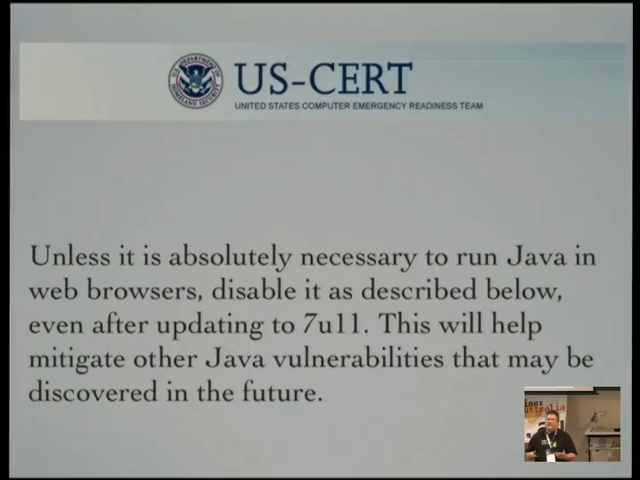 US-CERT
UNITED STATES COMPUTER EMERGENCY READINESS TEAM
Unless it is absolutely necessary to run Java in
web browsers, disable it as described below,
even after updating to 7u11. This will help
mitigate other Java vulnerabilities that may be
discovered in the future.